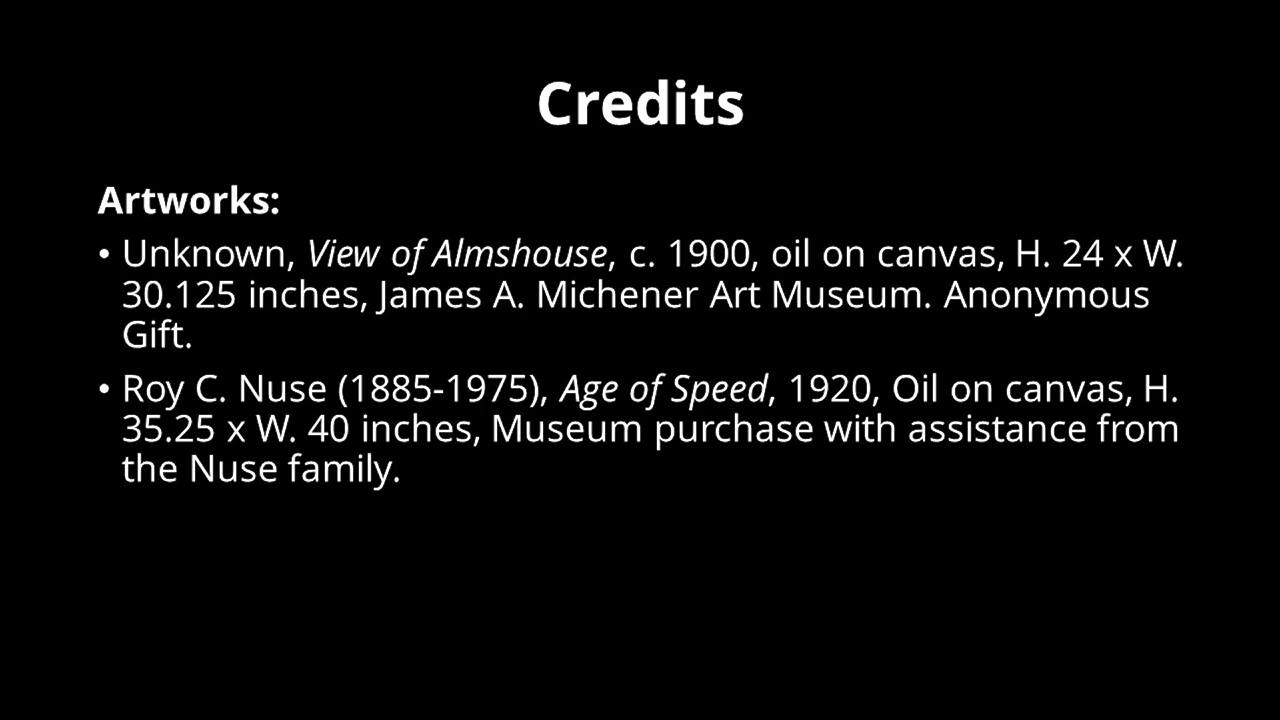 Credits
Artworks:
• Unknown, View of Almshouse, c. 1900, oil on canvas, H. 24 x W.
30.125 inches, James A. Michener Art Museum. Anonymous
Gift.
• Roy C. Nuse (1885-1975), Age of Speed, 1920, Oil on canvas, H.
35.25 x W. 40 inches, Museum purchase with assistance from
the Nuse family.